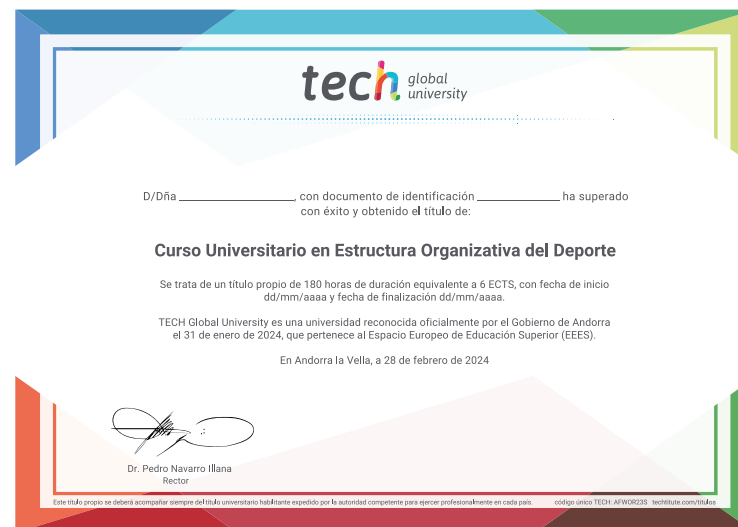 tech global university
D/Dña ____________________, con documento de identificación ______________ ha superado
con éxito y obtenido el título de:
Curso Universitario en Estructura Organizativa del Deporte
Se trata de un título propio de 180 horas de duración equivalente a 6 ECTS, con fecha de inicio
dd/mm/aaaa y fecha de finalización dd/mm/aaaa.
TECH Global University es una universidad reconocida oficialmente por el Gobierno de Andorra
el 31 de enero de 2024, que pertenece al Espacio Europeo de Educación Superior (EEES).
En Andorra la Vella, a 28 de febrero de 2024
Dr. Pedro Navarro Illana
Rector
Este título propio se deberá acompañar siempre del título universitario habilitante expedido por la autoridad competente para ejercer profesionalmente en cada país. código único TECH: AFWOR23S techtitute.com/titulos